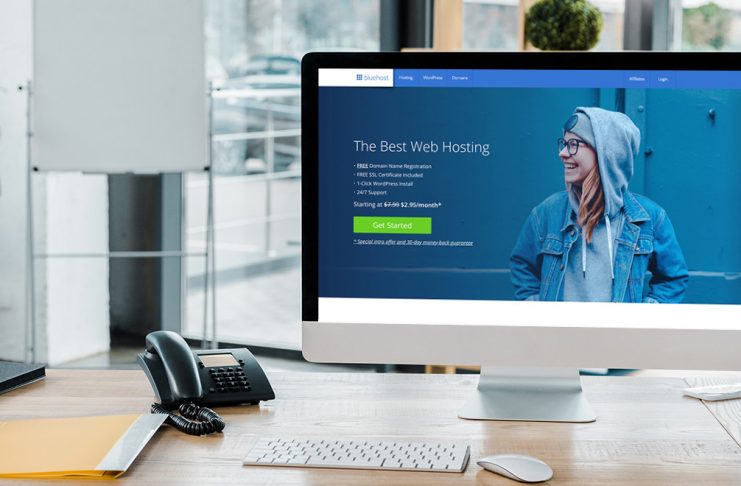 bluehost
Hosting
WordPress
Domains
Affiliates
Login
The Best Web Hosting
• FREE Domain Name Registration
• FREE SSL Certificate Included
• 1-Click WordPress Install
• 24/7 Support
Starting at $7.99 $2.95/month*
Get Started
* Special intro offer and 30-day money-back guarantee